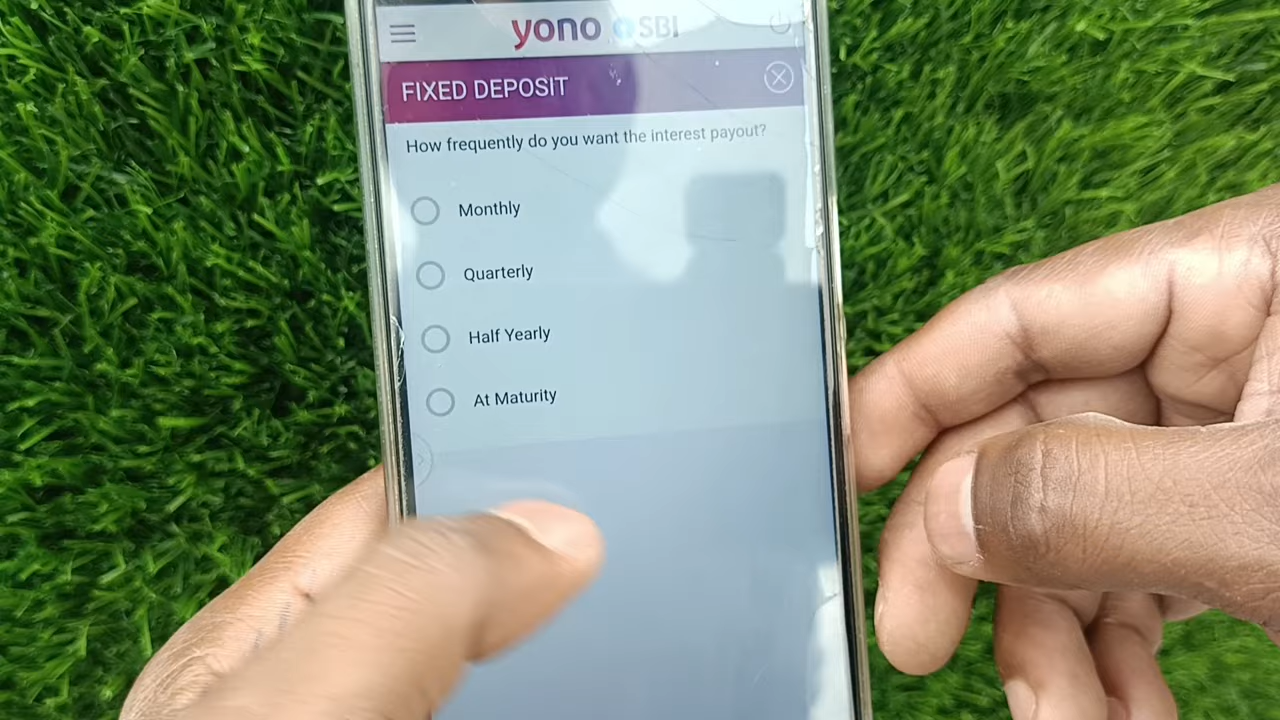 yono SBI
FIXED DEPOSIT
How frequently do you want the interest payout?
Monthly
Quarterly
Half Yearly
At Maturity